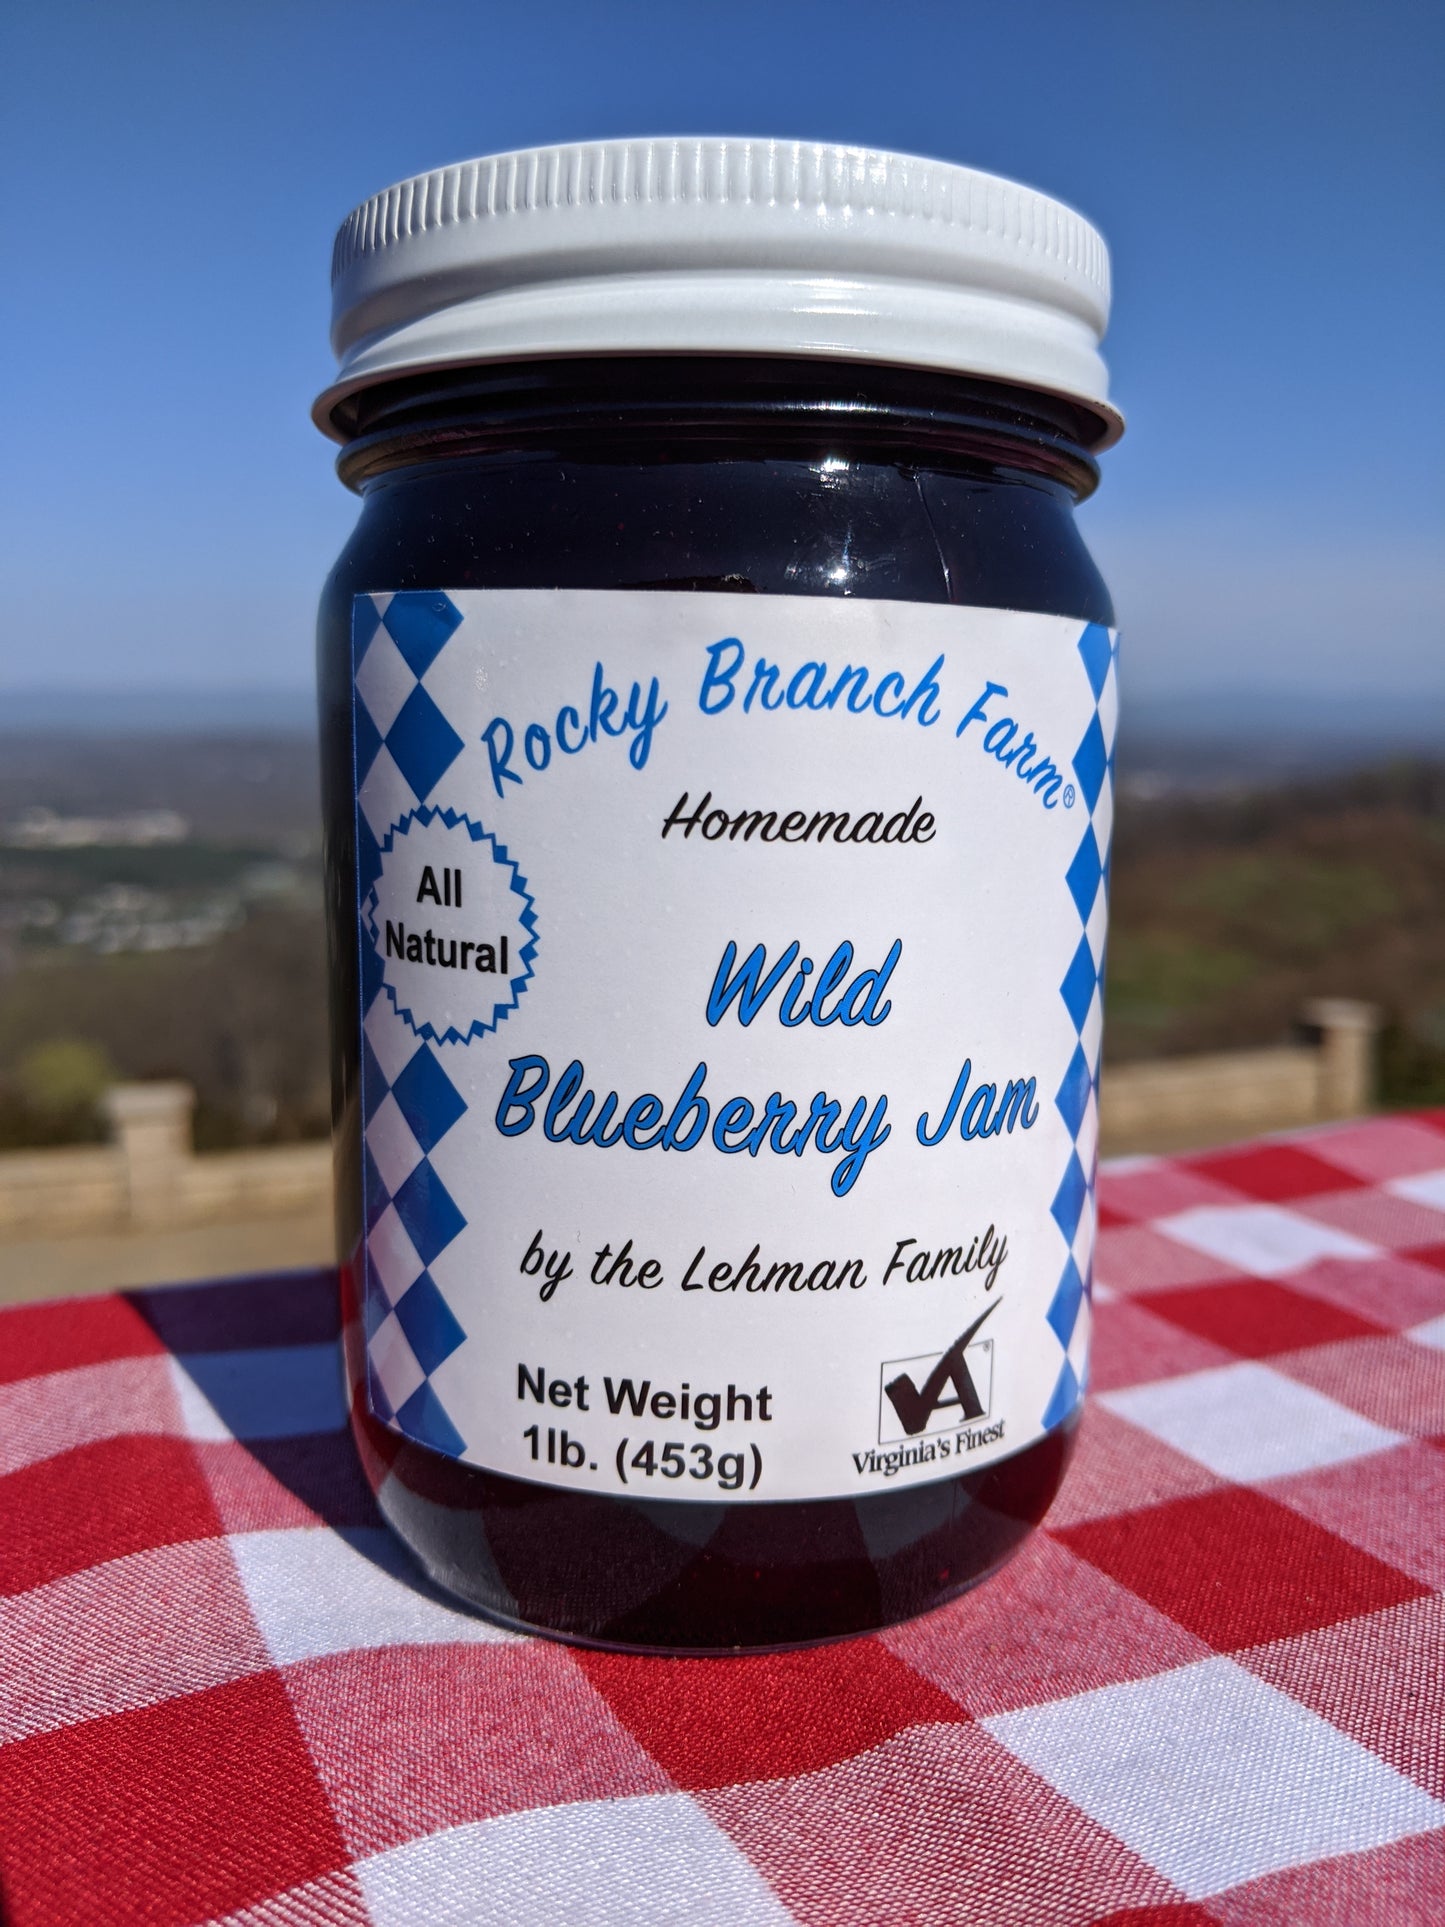 Rocky Branch Farm®
Homemade
All
Natural
Wild
Blueberry Jam
by the Lehman Family
Net Weight
1lb. (453g)
VA®
Virginia's Finest